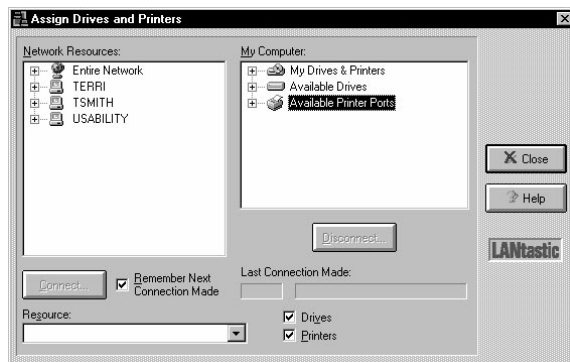 Assign Drives and Printers
Network Resources:
Entire Network
TERRI
TSMITH
USABILITY
My Computer:
My Drives & Printers
Available Drives
Available Printer Ports
Close
Help
Disconnect...
LANtastic
Connect...
Remember Next
Connection Made
Last Connection Made:
Resource:
Drives
Printers